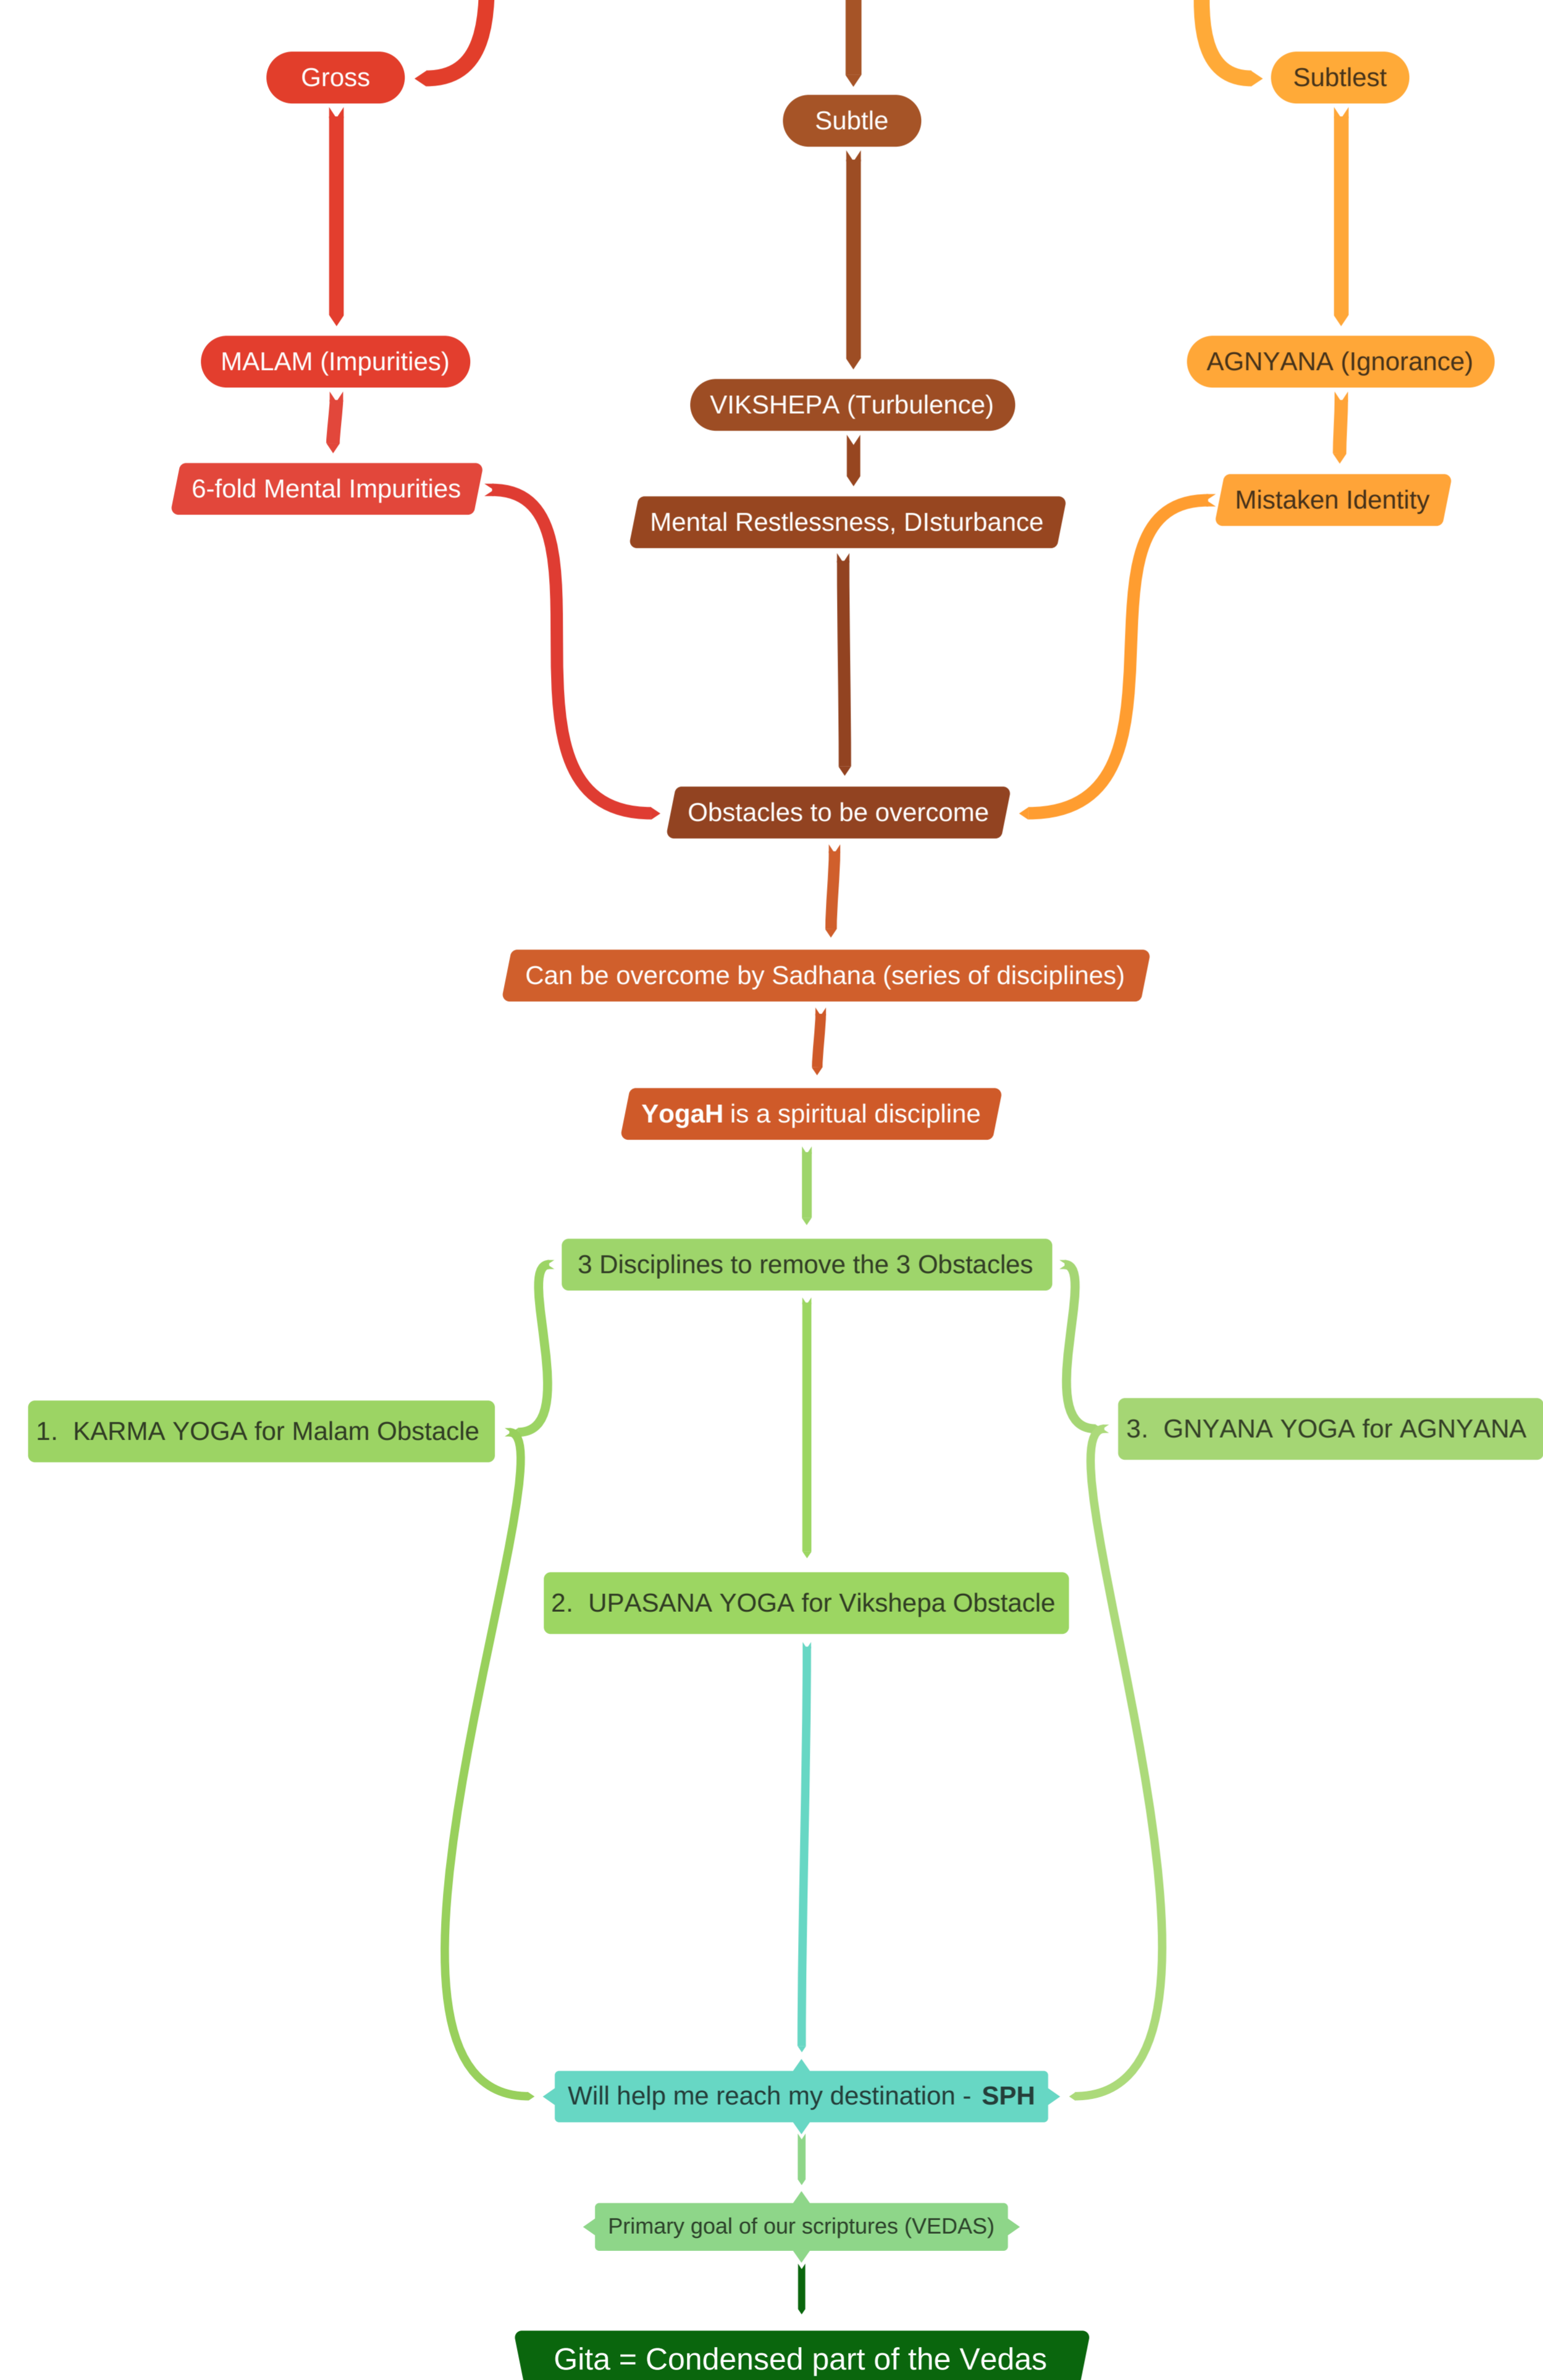 Gross
Subtle
Subtlest
MALAM (Impurities)
VIKSHEPA (Turbulence)
AGNYANA (Ignorance)
6-fold Mental Impurities
Mental Restlessness, DIsturbance
Mistaken Identity
Obstacles to be overcome
Can be overcome by Sadhana (series of disciplines)
YogaH is a spiritual discipline
3 Disciplines to remove the 3 Obstacles
1. KARMA YOGA for Malam Obstacle
3. GNYANA YOGA for AGNYANA
2. UPASANA YOGA for Vikshepa Obstacle
Will help me reach my destination - SPH
Primary goal of our scriptures (VEDAS)
Gita = Condensed part of the Vedas